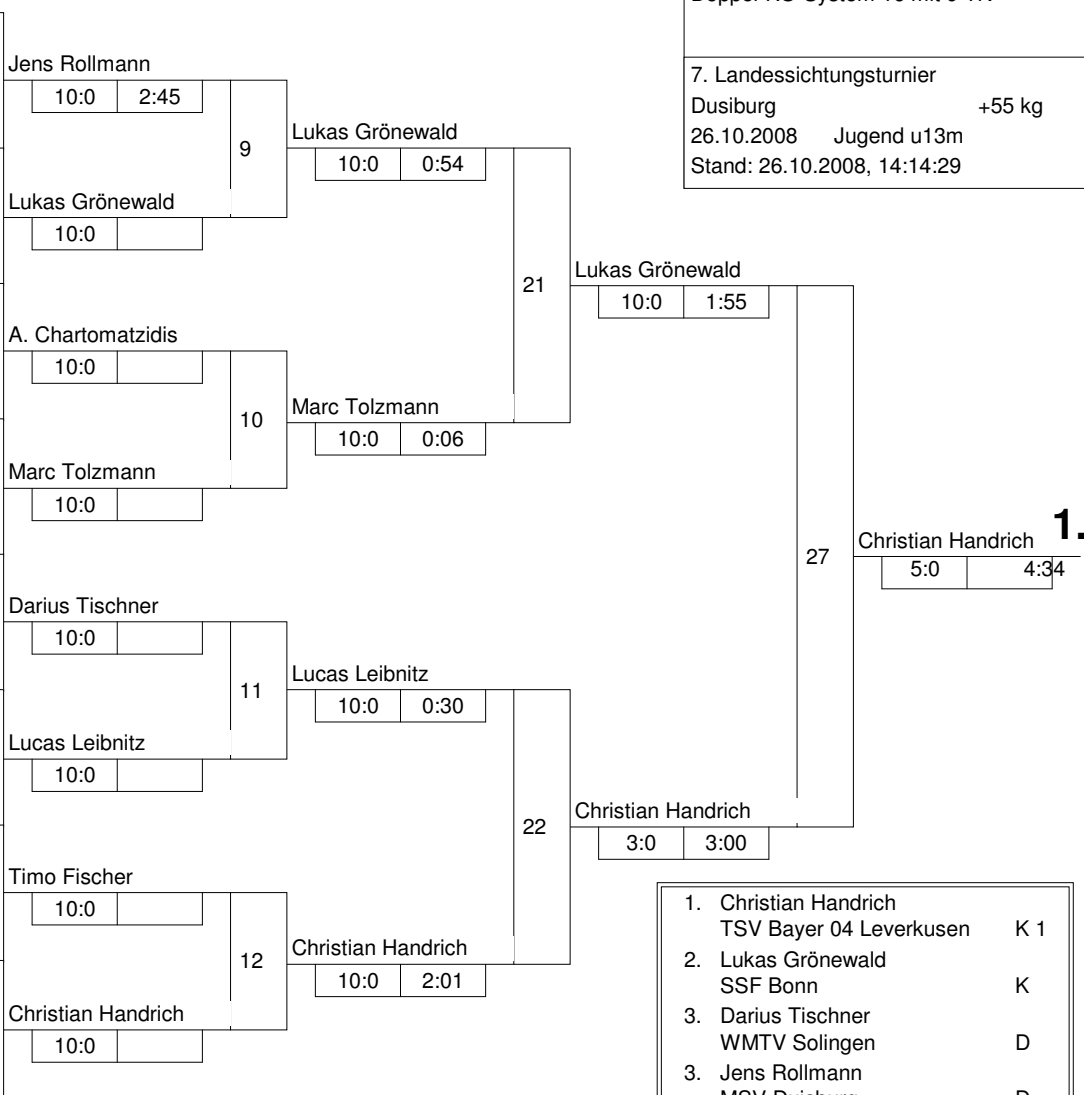 7. Landessichtungsturnier
Dusiburg +55 kg
26.10.2008 Jugend u13m
Stand: 26.10.2008, 14:14:29
Jens Rollmann
10:0 2:45
9
Lukas Grönewald
10:0 0:54
Lukas Grönewald
10:0
21
Lukas Grönewald
10:0 1:55
A. Chartomatzidis
10:0
10
Marc Tolzmann
10:0 0:06
Marc Tolzmann
10:0
27
Christian Handrich 1.
5:0 4:34
Darius Tischner
10:0
11
Lucas Leibnitz
10:0 0:30
Lucas Leibnitz
10:0
22
Christian Handrich
3:0 3:00
Timo Fischer
10:0
12
Christian Handrich
10:0 2:01
Christian Handrich
10:0
1. Christian Handrich
TSV Bayer 04 Leverkusen K 1
2. Lukas Grönewald
SSF Bonn K
3. Darius Tischner
WMTV Solingen D
3. Jens Rollmann
MSV Duisburg D